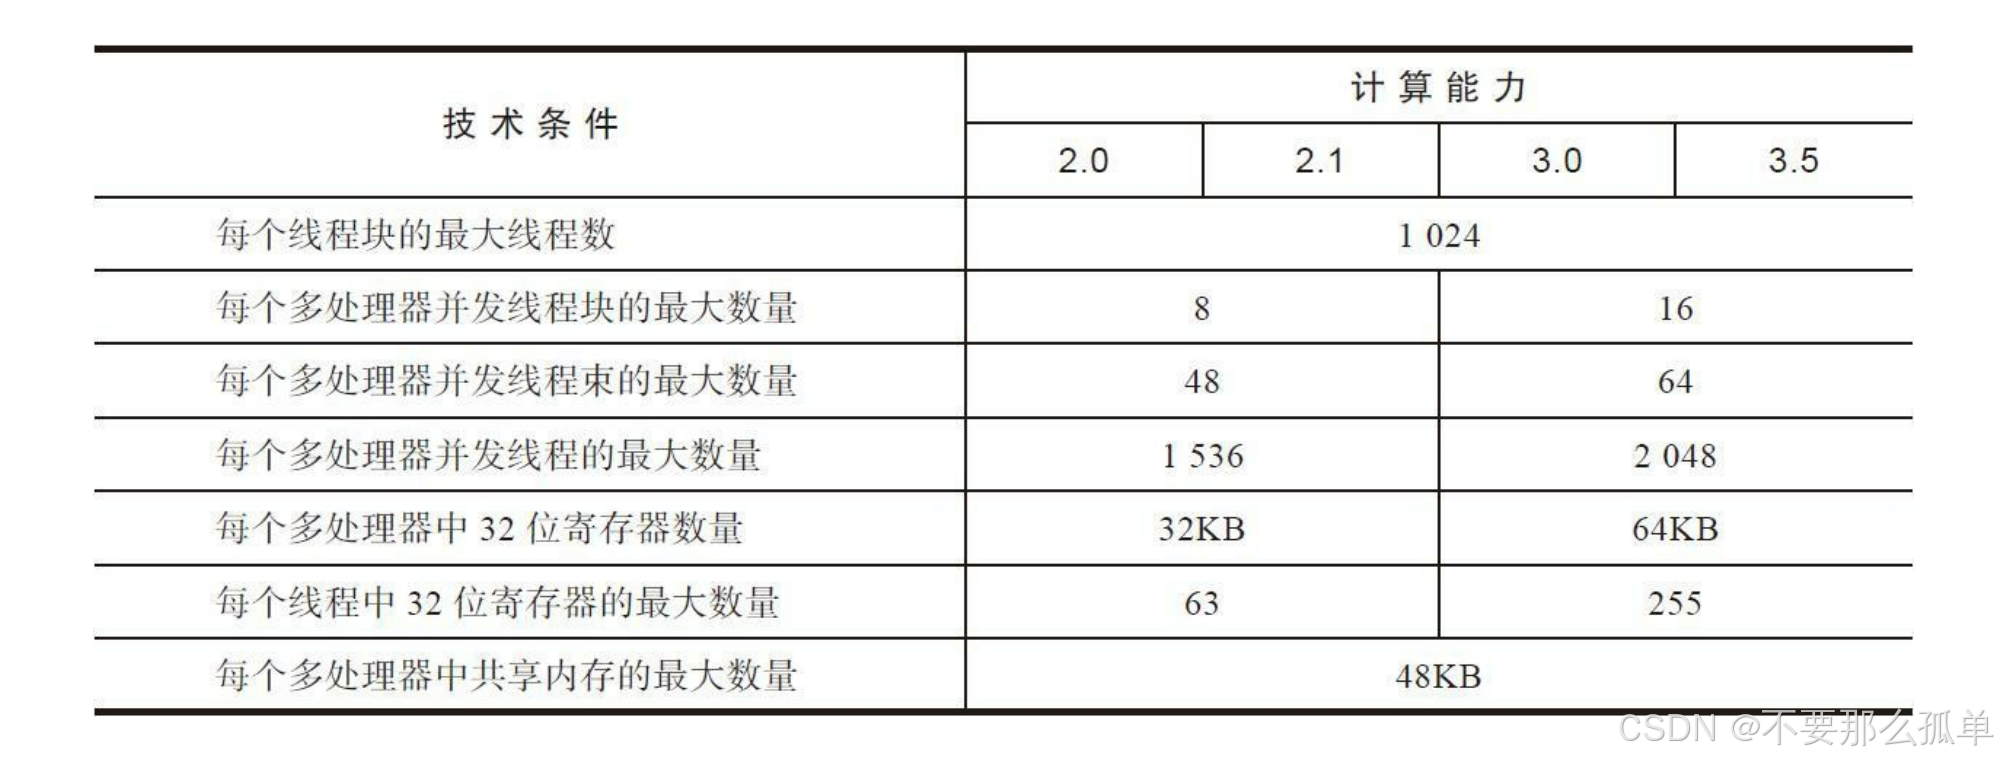 技术条件
计算能力
2.0 2.1 3.0 3.5
每个线程块的最大线程数 1 024
每个多处理器并发线程块的最大数量 8 16
每个多处理器并发线程束的最大数量 48 64
每个多处理器并发线程的最大数量 1 536 2 048
每个多处理器中 32 位寄存器数量 32KB 64KB
每个线程中 32 位寄存器的最大数量 63 255
每个多处理器中共享内存的最大数量 48KB
CSDN @不要那么孤单